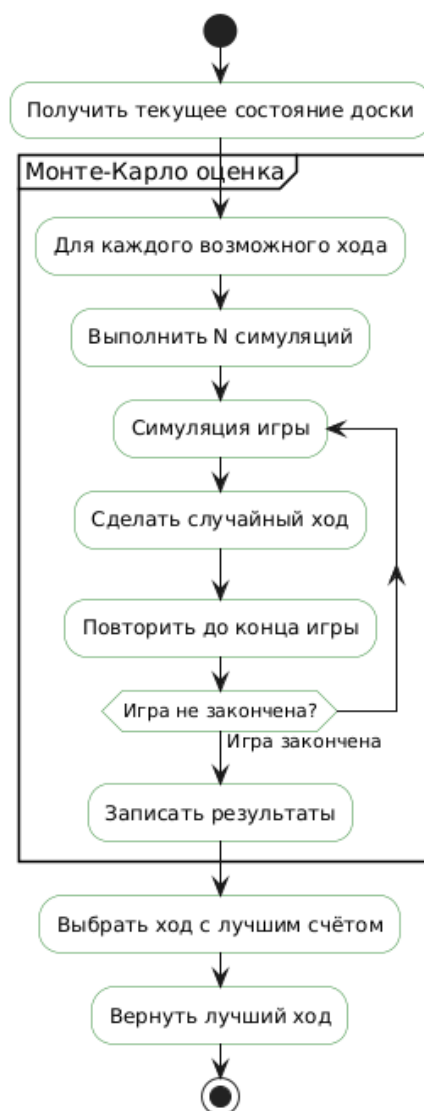 Получить текущее состояние доски
Монте-Карло оценка
Для каждого возможного хода
Выполнить N симуляций
Симуляция игры
Сделать случайный ход
Повторить до конца игры
Игра не закончена?
Игра закончена
Записать результаты
Выбрать ход с лучшим счётом
Вернуть лучший ход